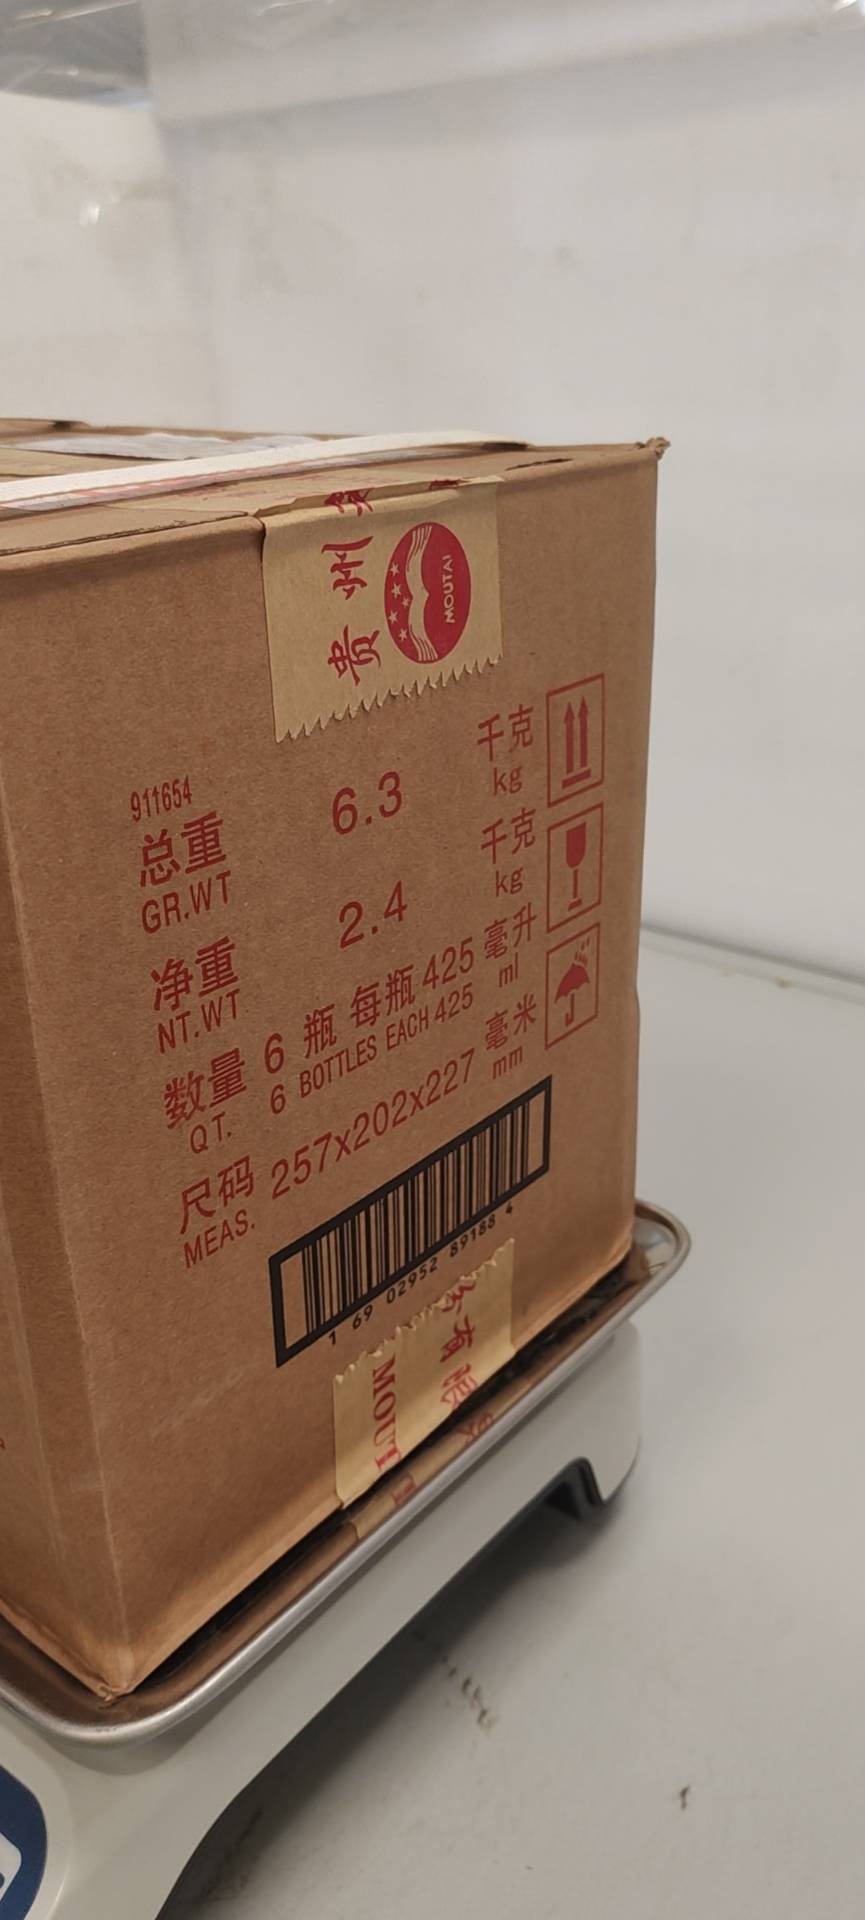 贵州
MOUTAI
911654
总重 6.3 千克
GR.WT kg
净重 2.4 千克
NT.WT kg
数量 6 瓶 每瓶 425 毫升
QT. 6 BOTTLES EACH 425 ml
尺码 257x202x227 毫米
MEAS. mm
1 69 02952 89188 4
有限
MOUT